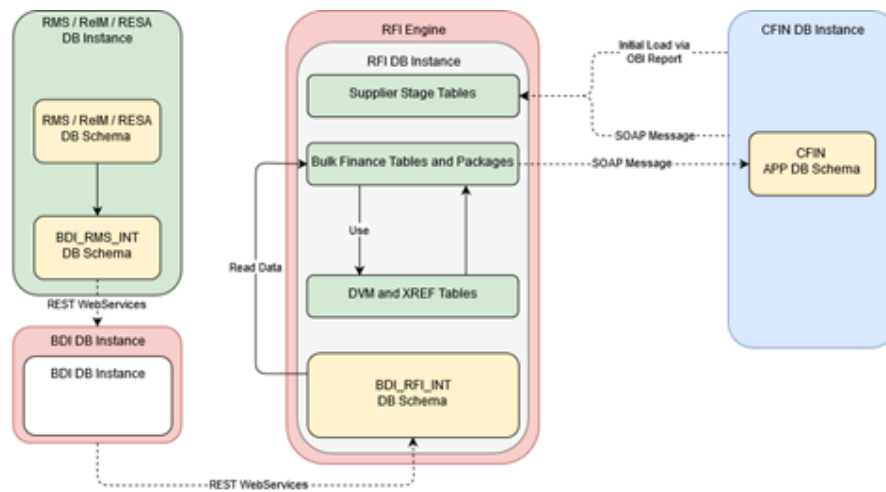 RMS / ReIM / RESA
DB Instance
RMS / ReIM / RESA
DB Schema
BDI_RMS_INT
DB Schema
REST WebServices
BDI DB Instance
BDI DB Instance
REST WebServices
RFI Engine
RFI DB Instance
Supplier Stage Tables
Bulk Finance Tables and Packages
Use
Read Data
DVM and XREF Tables
BDI_RFI_INT
DB Schema
Initial Load via
OBI Report
SOAP Message
SOAP Message
CFIN DB Instance
CFIN
APP DB Schema